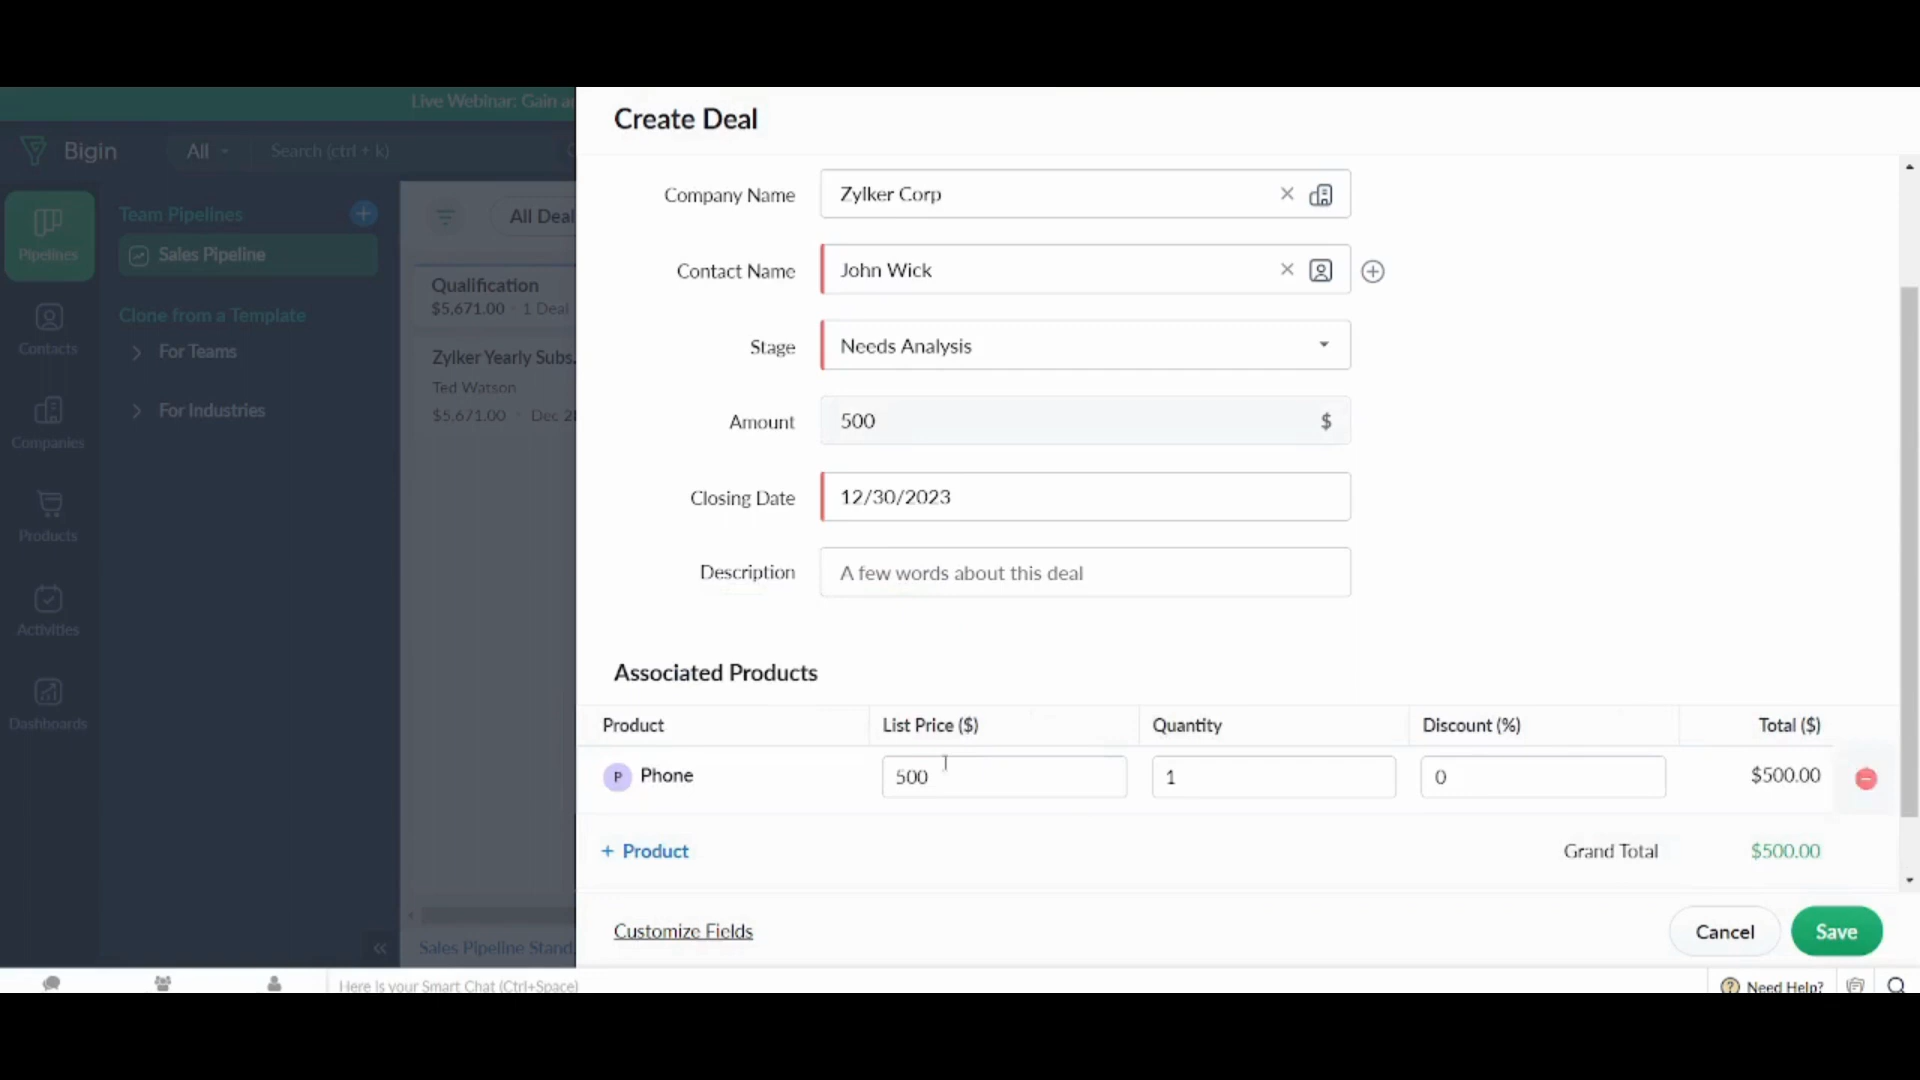 Live Webinar: Gain a
Create Deal
Bigin
All
Search (ctrl + k)
Company Name
Zylker Corp
Team Pipelines
All Deal
Pipelines
Sales Pipeline
Contact Name
John Wick
Qualification
$5,671.00 · 1 Deal
Clone from a Template
Contacts
For Teams
Stage
Needs Analysis
Zylker Yearly Subs.
Ted Watson
$5,671.00 · Dec 2
For Industries
Companies
Amount
500
$
Closing Date
12/30/2023
Products
Description
A few words about this deal
Activities
Associated Products
Dashboards
Product
List Price ($)
Quantity
Discount (%)
Total ($)
P
Phone
500
1
0
$500.00
+ Product
Grand Total
$500.00
Customize Fields
Cancel
Save
Sales Pipeline Stand
Here is your Smart Chat (Ctrl+Space)
Need Help?